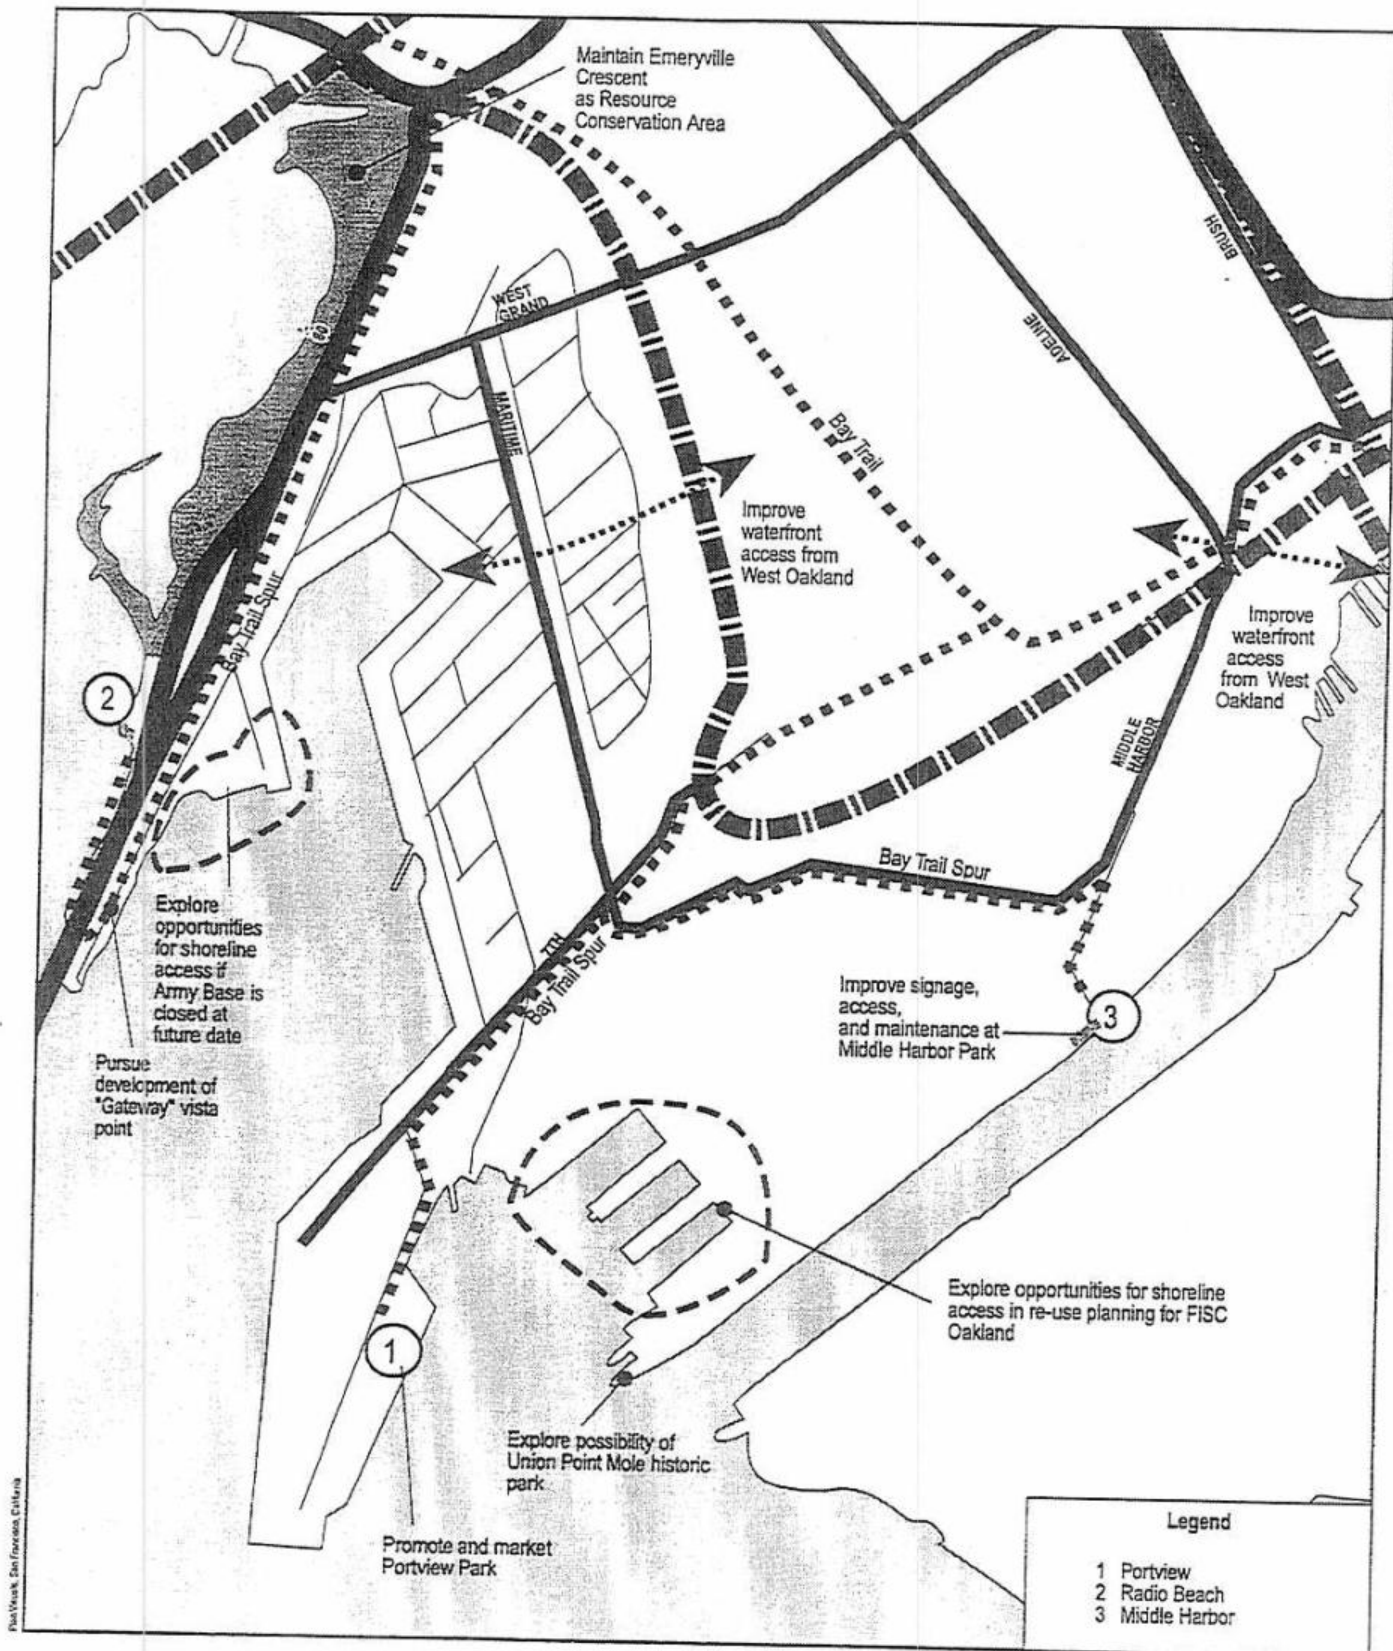 Maintain Emeryville
Crescent
as Resource
Conservation Area
BRUSH
WEST
GRAND
ADELINE
80
MARITIME
Bay Trail
Improve
waterfront
access from
West Oakland
Improve
waterfront
access
from West
Oakland
Bay Trail Spur
2
MIDDLE
HARBOR
Bay Trail Spur
Explore
opportunities
for shoreline
access if
Army Base is
closed at
future date
7TH
Bay Trail Spur
Improve signage,
access,
and maintenance at
Middle Harbor Park
3
Pursue
development of
"Gateway" vista
point
Explore opportunities for shoreline
access in re-use planning for FISC
Oakland
1
Explore possibility of
Union Point Mole historic
park
Promote and market
Portview Park
Legend
1 Portview
2 Radio Beach
3 Middle Harbor
San Francisco, California